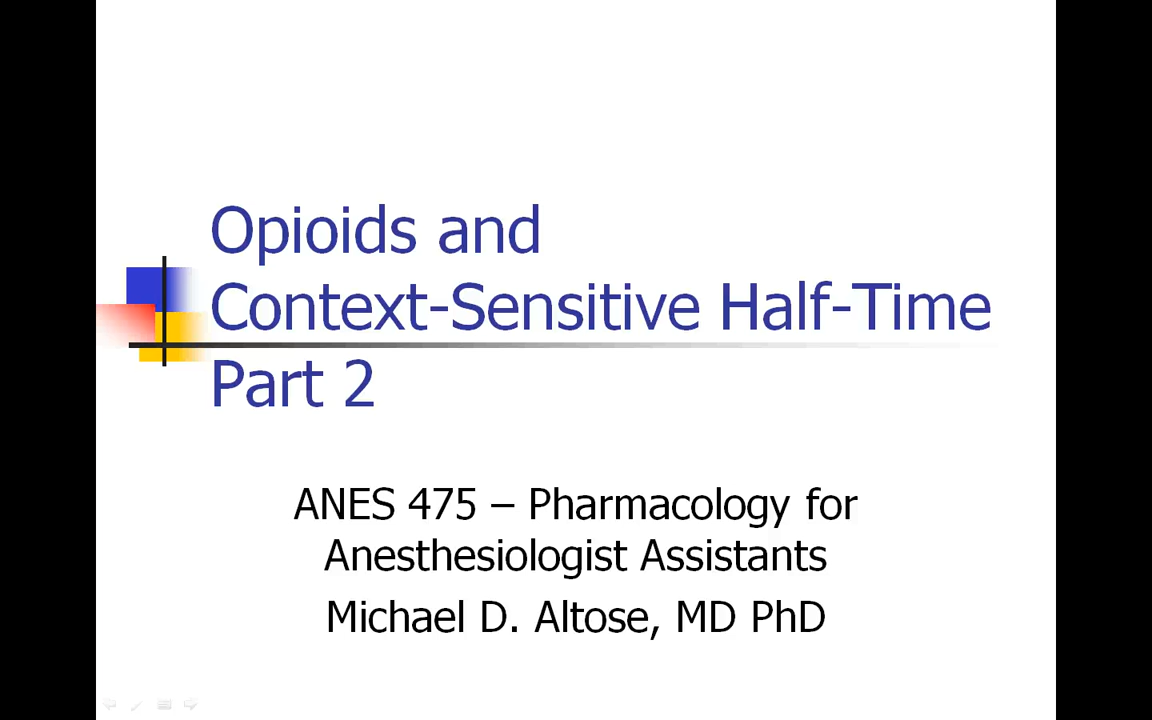 Opioids and
Context-Sensitive Half-Time
Part 2
ANES 475 – Pharmacology for
Anesthesiologist Assistants
Michael D. Altose, MD PhD